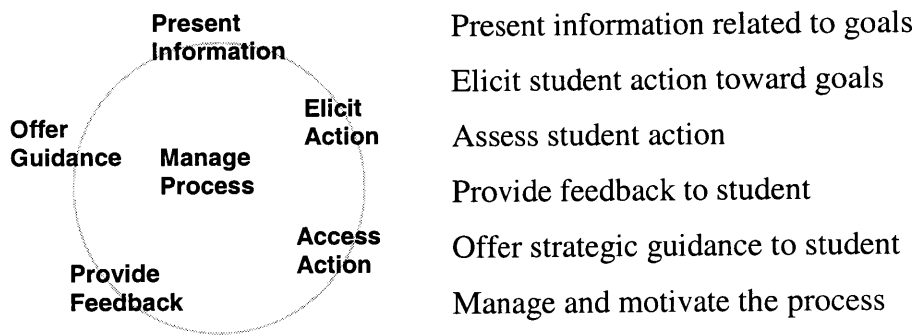 Present
Information
Elicit
Action
Offer
Guidance
Manage
Process
Access
Action
Provide
Feedback
Present information related to goals
Elicit student action toward goals
Assess student action
Provide feedback to student
Offer strategic guidance to student
Manage and motivate the process